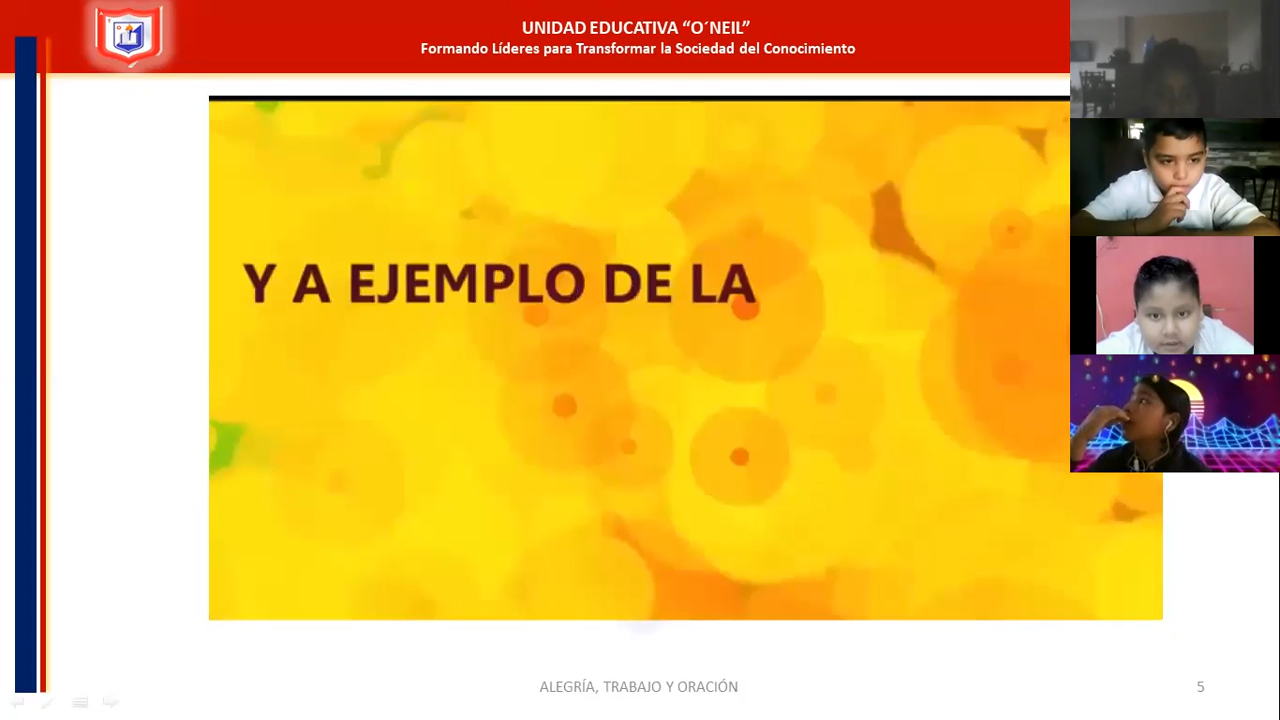 UNIDAD EDUCATIVA “O´NEIL”
Formando Líderes para Transformar la Sociedad del Conocimiento
Y A EJEMPLO DE LA
ALEGRÍA, TRABAJO Y ORACIÓN
5